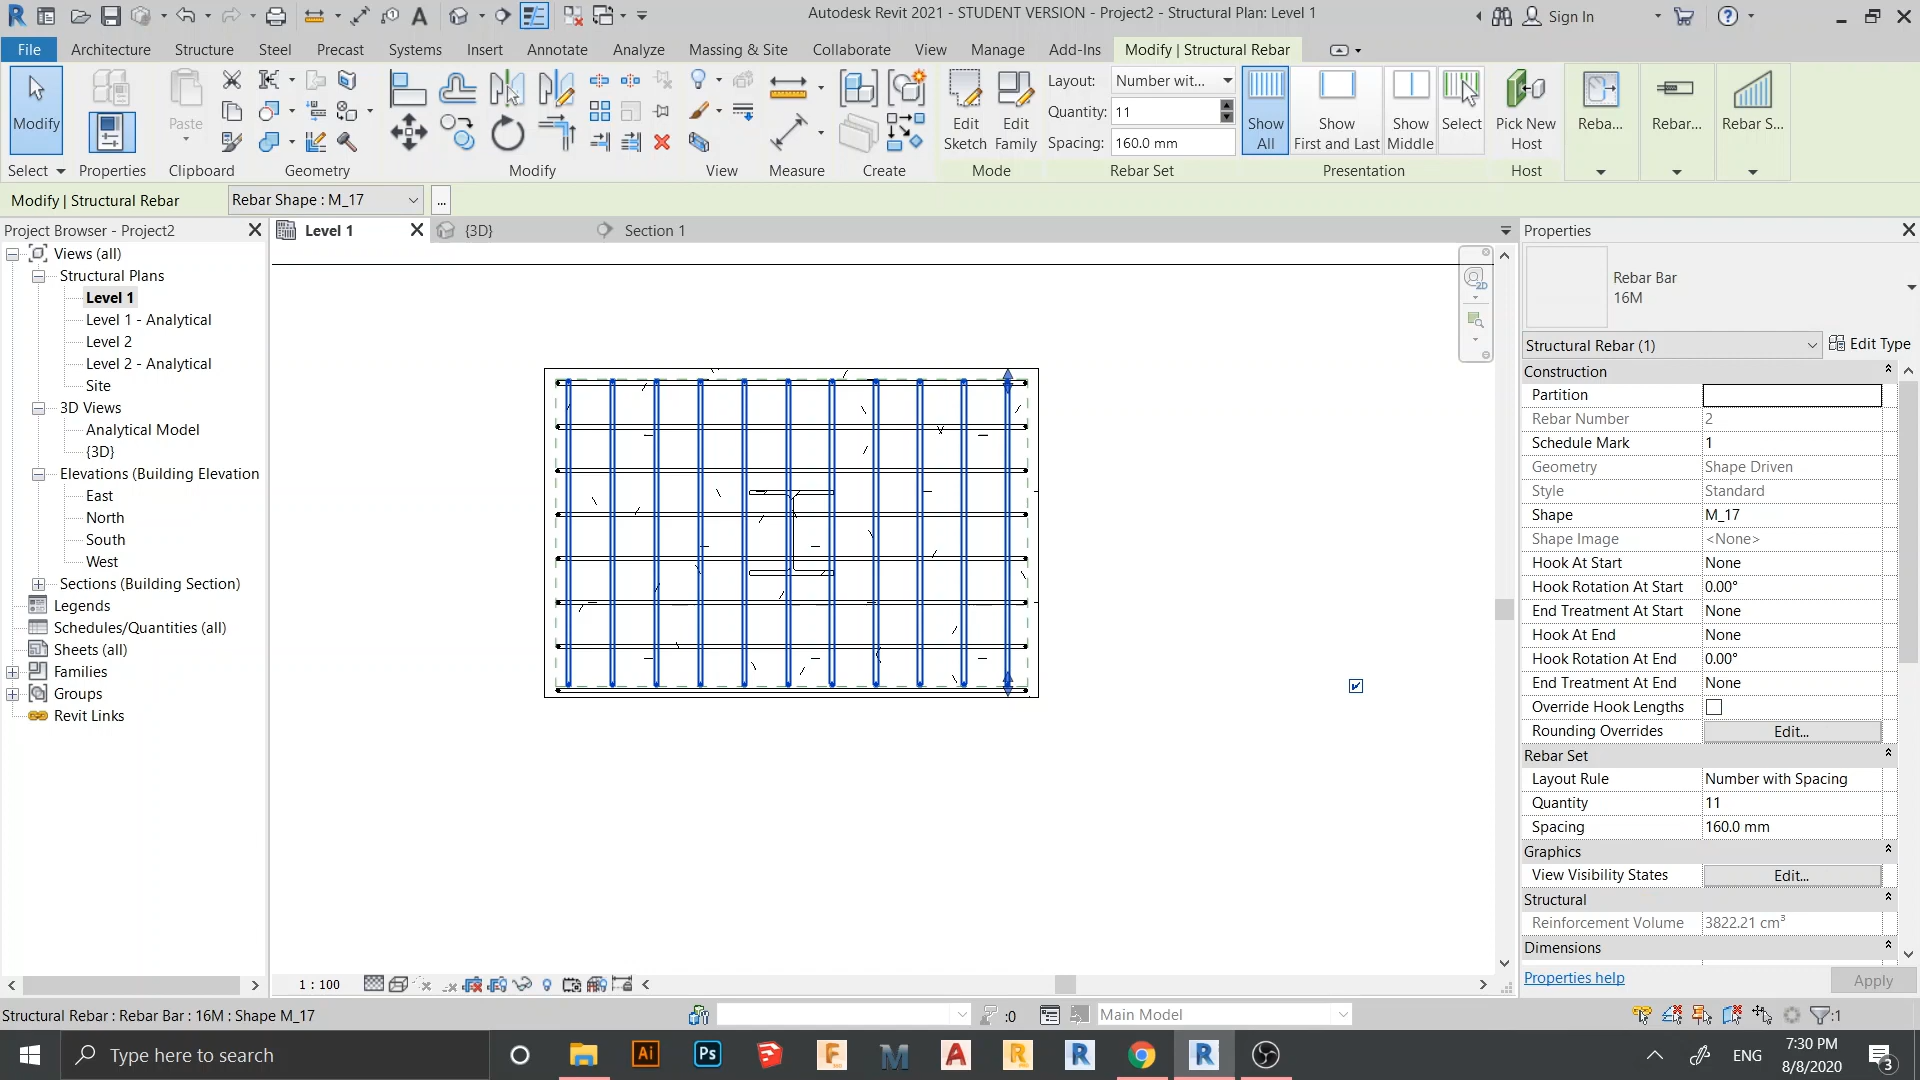 Autodesk Revit 2021 - STUDENT VERSION - Project2 - Structural Plan: Level 1
Sign In
File Architecture Structure Steel Precast Systems Insert Annotate Analyze Massing & Site Collaborate View Manage Add-Ins Modify | Structural Rebar
Modify
Paste
Edit Sketch
Edit Family
Layout: Number wit...
Quantity: 11
Spacing: 160.0 mm
Show All
Show First and Last
Show Middle
Select
Pick New Host
Reba...
Rebar...
Rebar S...
Select Properties Clipboard Geometry Modify View Measure Create Mode Rebar Set Presentation Host
Modify | Structural Rebar
Rebar Shape : M_17
...
Project Browser - Project2
Views (all)
Structural Plans
Level 1
Level 1 - Analytical
Level 2
Level 2 - Analytical
Site
3D Views
Analytical Model
{3D}
Elevations (Building Elevation
East
North
South
West
Sections (Building Section)
Legends
Schedules/Quantities (all)
Sheets (all)
Families
Groups
Revit Links
Level 1
{3D}
Section 1
2D
1 : 100
Properties
Rebar Bar
16M
Structural Rebar (1)
Edit Type
Construction
Partition
Rebar Number 2
Schedule Mark 1
Geometry Shape Driven
Style Standard
Shape M_17
Shape Image <None>
Hook At Start None
Hook Rotation At Start 0.00°
End Treatment At Start None
Hook At End None
Hook Rotation At End 0.00°
End Treatment At End None
Override Hook Lengths
Rounding Overrides Edit...
Rebar Set
Layout Rule Number with Spacing
Quantity 11
Spacing 160.0 mm
Graphics
View Visibility States Edit...
Structural
Reinforcement Volume 3822.21 cm³
Dimensions
Properties help
Apply
Structural Rebar : Rebar Bar : 16M : Shape M_17
:0
Main Model
:1
Type here to search
Ai
Ps
ENG
7:30 PM
8/8/2020
3